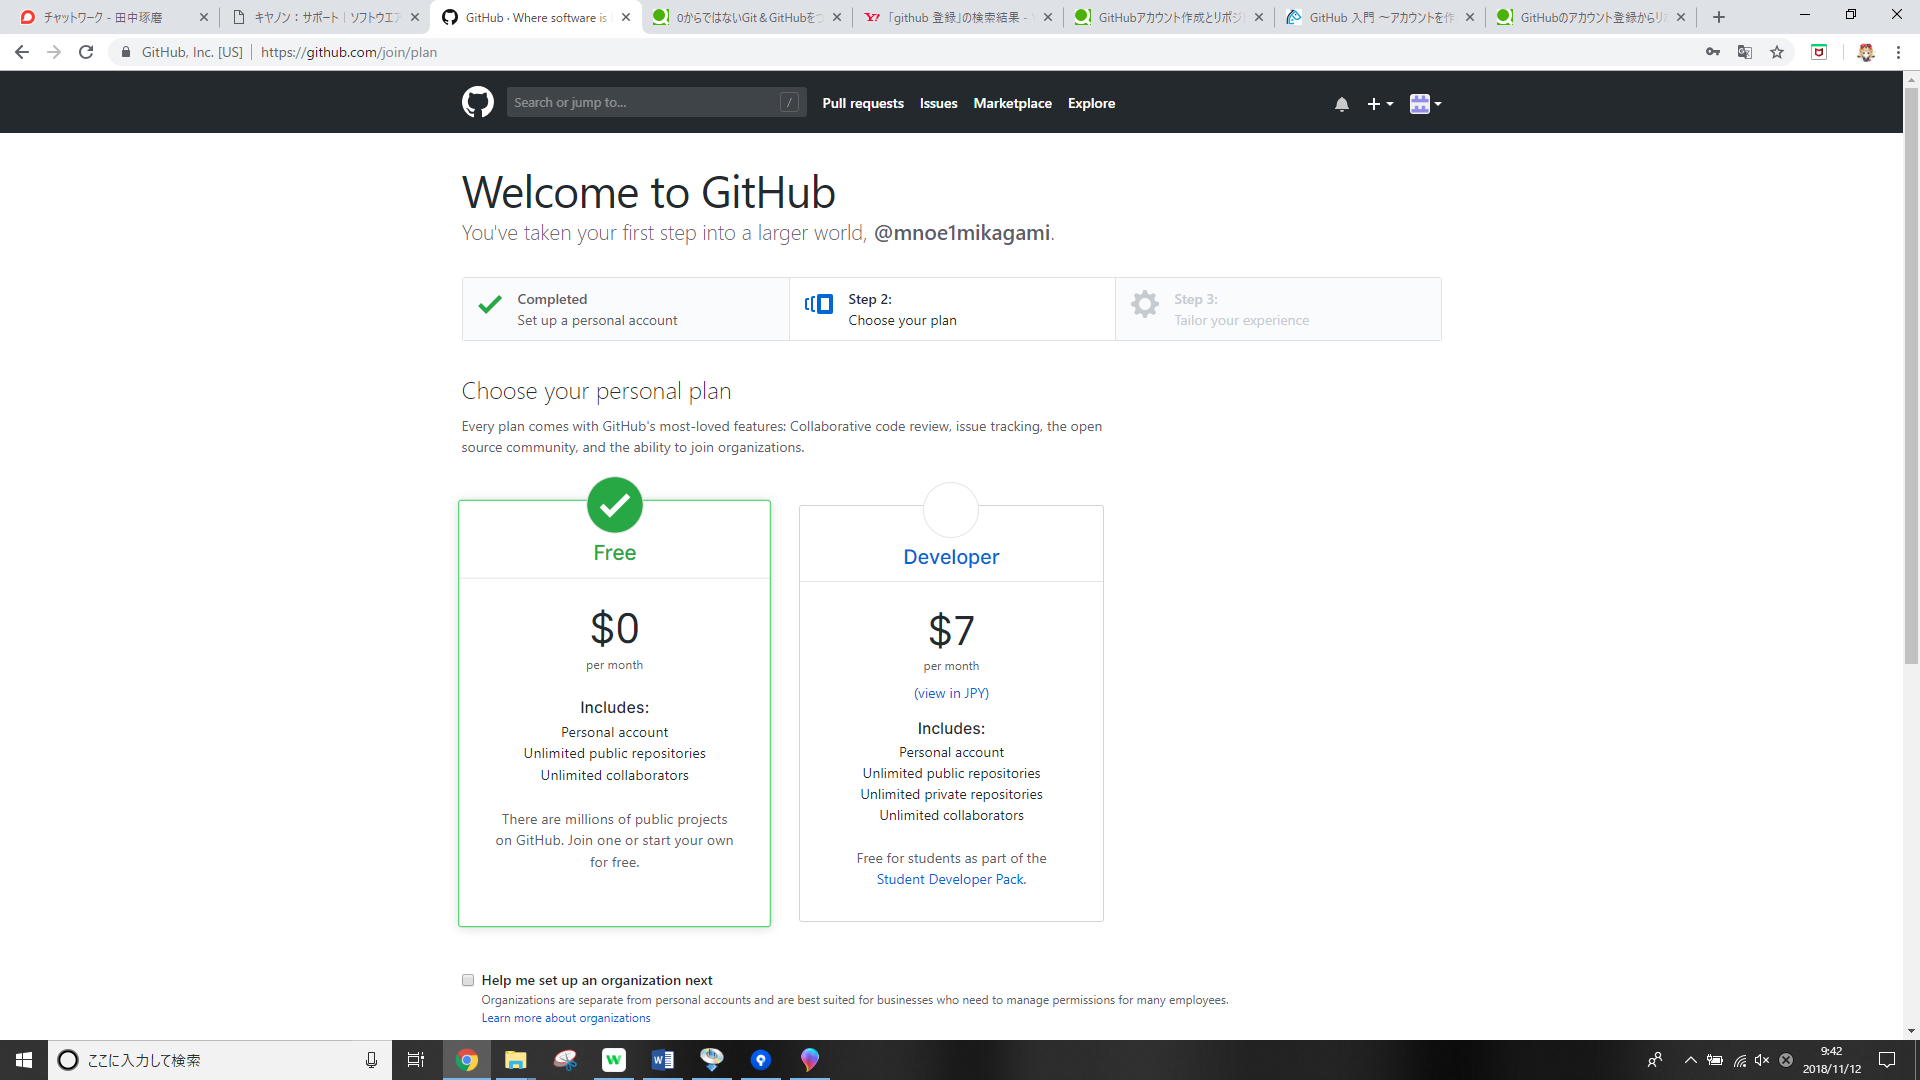 チャットワーク - 田中琢磨
キヤノン：サポート｜ソフトウエア
GitHub · Where software is
0からではないGit＆GitHubをつ
「github 登録」の検索結果 -
GitHubアカウント作成とリポジ
GitHub 入門 ～アカウントを作
GitHubのアカウント登録からリポ
GitHub, Inc. [US]
https://github.com/join/plan
Search or jump to...
/
Pull requests
Issues
Marketplace
Explore
Welcome to GitHub
You've taken your first step into a larger world, @mnoe1mikagami.
Completed
Set up a personal account
Step 2:
Choose your plan
Step 3:
Tailor your experience
Choose your personal plan
Every plan comes with GitHub's most-loved features: Collaborative code review, issue tracking, the open
source community, and the ability to join organizations.
Free
$0
per month
Includes:
Personal account
Unlimited public repositories
Unlimited collaborators
There are millions of public projects
on GitHub. Join one or start your own
for free.
Developer
$7
per month
(view in JPY)
Includes:
Personal account
Unlimited public repositories
Unlimited private repositories
Unlimited collaborators
Free for students as part of the
Student Developer Pack.
Help me set up an organization next
Organizations are separate from personal accounts and are best suited for businesses who need to manage permissions for many employees.
Learn more about organizations
ここに入力して検索
9:42
2018/11/12